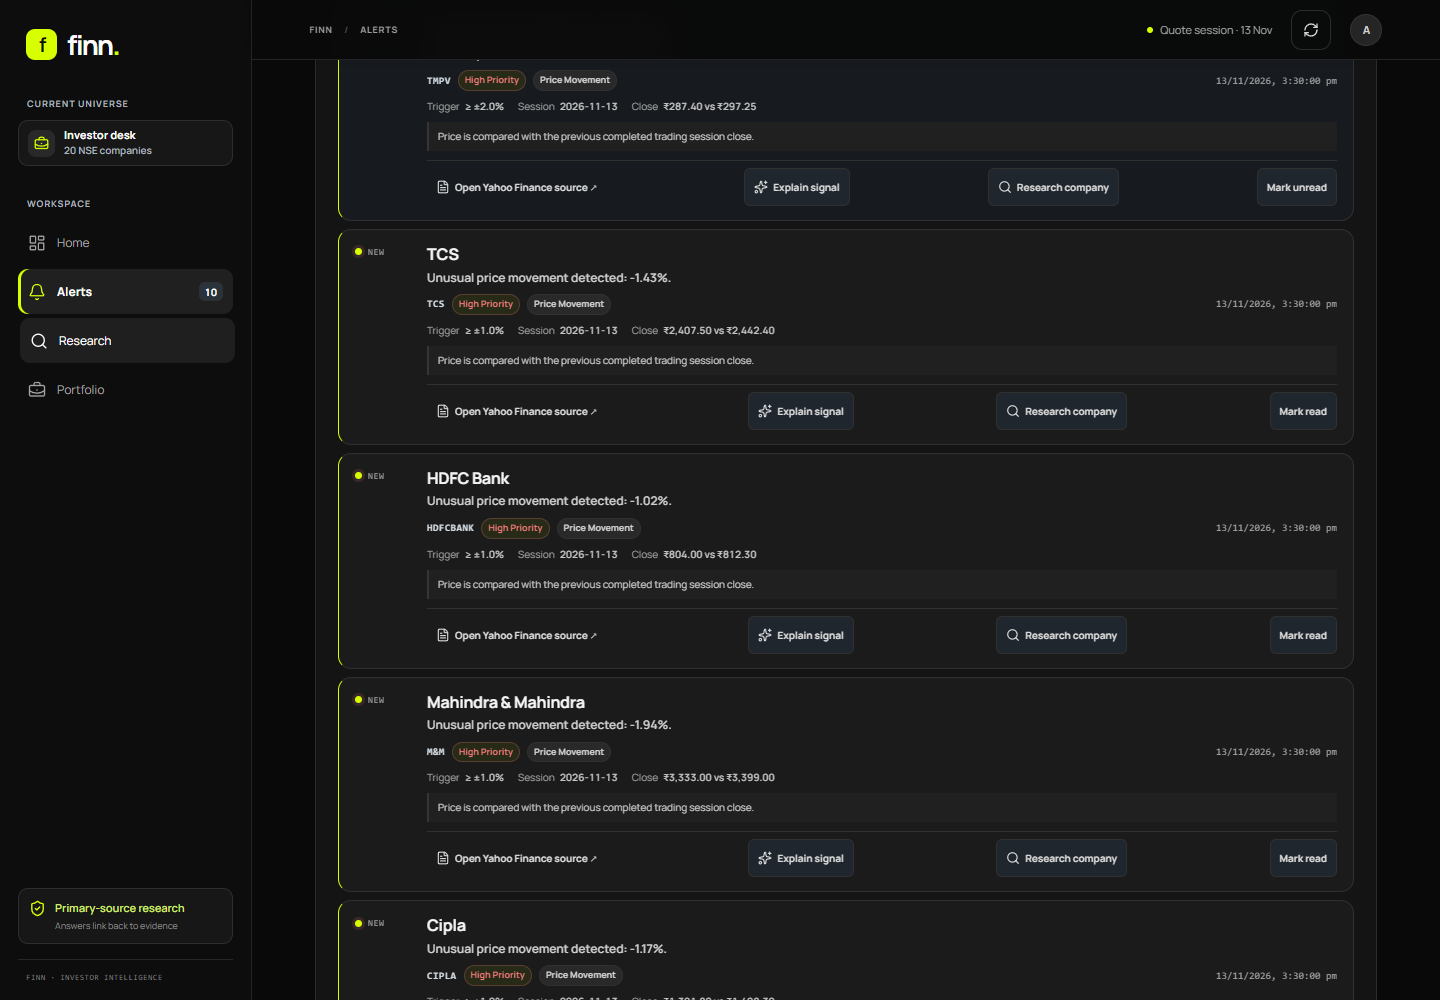 f finn.
CURRENT UNIVERSE
Investor desk
20 NSE companies
WORKSPACE
Home
Alerts 10
Research
Portfolio
Primary-source research
Answers link back to evidence
FINN · INVESTOR INTELLIGENCE
FINN / ALERTS
Quote session · 13 Nov
A
TMPV High Priority Price Movement 13/11/2026, 3:30:00 pm
Trigger ≥ ±2.0% Session 2026-11-13 Close ₹287.40 vs ₹297.25
Price is compared with the previous completed trading session close.
Open Yahoo Finance source ↗ Explain signal Research company Mark unread
NEW TCS
Unusual price movement detected: -1.43%.
TCS High Priority Price Movement 13/11/2026, 3:30:00 pm
Trigger ≥ ±1.0% Session 2026-11-13 Close ₹2,407.50 vs ₹2,442.40
Price is compared with the previous completed trading session close.
Open Yahoo Finance source ↗ Explain signal Research company Mark read
NEW HDFC Bank
Unusual price movement detected: -1.02%.
HDFCBANK High Priority Price Movement 13/11/2026, 3:30:00 pm
Trigger ≥ ±1.0% Session 2026-11-13 Close ₹804.00 vs ₹812.30
Price is compared with the previous completed trading session close.
Open Yahoo Finance source ↗ Explain signal Research company Mark read
NEW Mahindra & Mahindra
Unusual price movement detected: -1.94%.
M&M High Priority Price Movement 13/11/2026, 3:30:00 pm
Trigger ≥ ±1.0% Session 2026-11-13 Close ₹3,333.00 vs ₹3,399.00
Price is compared with the previous completed trading session close.
Open Yahoo Finance source ↗ Explain signal Research company Mark read
NEW Cipla
Unusual price movement detected: -1.17%.
CIPLA High Priority Price Movement 13/11/2026, 3:30:00 pm